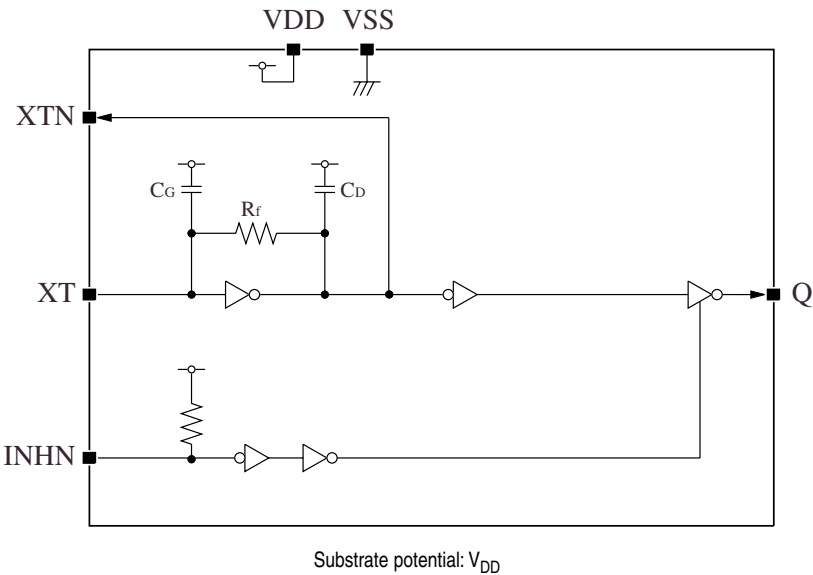 VDD VSS
XTN
CG CD
Rf
XT Q
INHN
Substrate potential: VDD